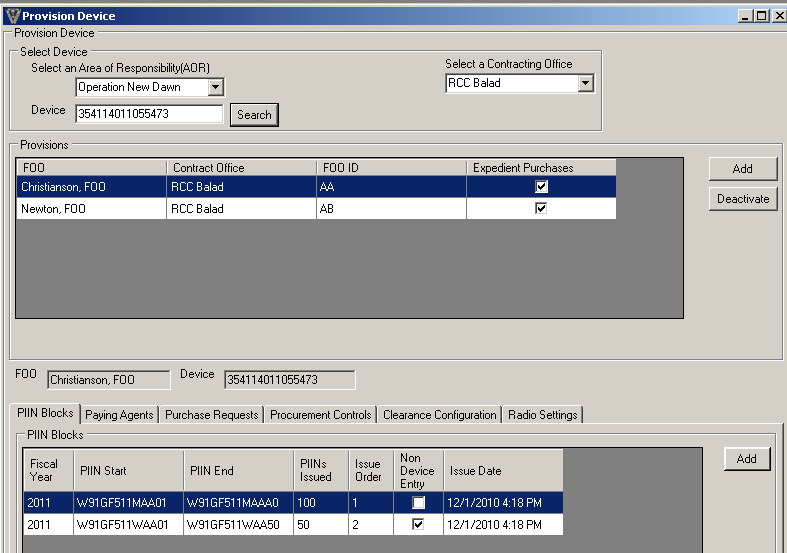 Provision Device
Provision Device
Select Device
Select an Area of Responsibility(AOR)
Select a Contracting Office
Operation New Dawn
RCC Balad
Device 354114011055473 Search
Provisions
FOO Contract Office FOO ID Expedient Purchases
Christianson, FOO RCC Balad AA
Newton, FOO RCC Balad AB
Add
Deactivate
FOO Christianson, FOO Device 354114011055473
PIIN Blocks Paying Agents Purchase Requests Procurement Controls Clearance Configuration Radio Settings
PIIN Blocks
Fiscal Year PIIN Start PIIN End PIINs Issued Issue Order Non Device Entry Issue Date
2011 W91GF511MAA01 W91GF511MAAA0 100 1 12/1/2010 4:18 PM
2011 W91GF511WAA01 W91GF511WAA50 50 2 12/1/2010 4:18 PM
Add